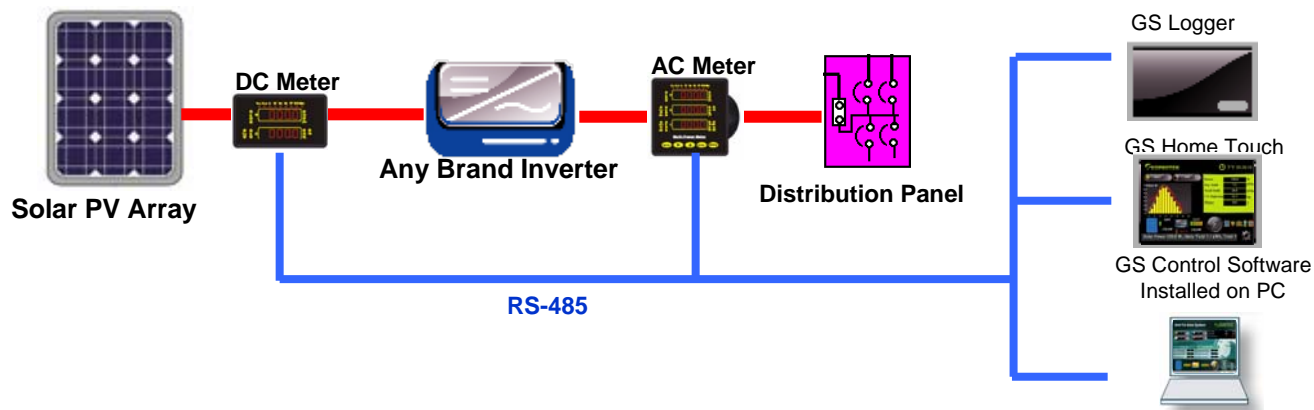 GS Logger
DC Meter
AC Meter
GS Home Touch
Any Brand Inverter
Distribution Panel
Solar PV Array
GS Control Software
Installed on PC
RS-485